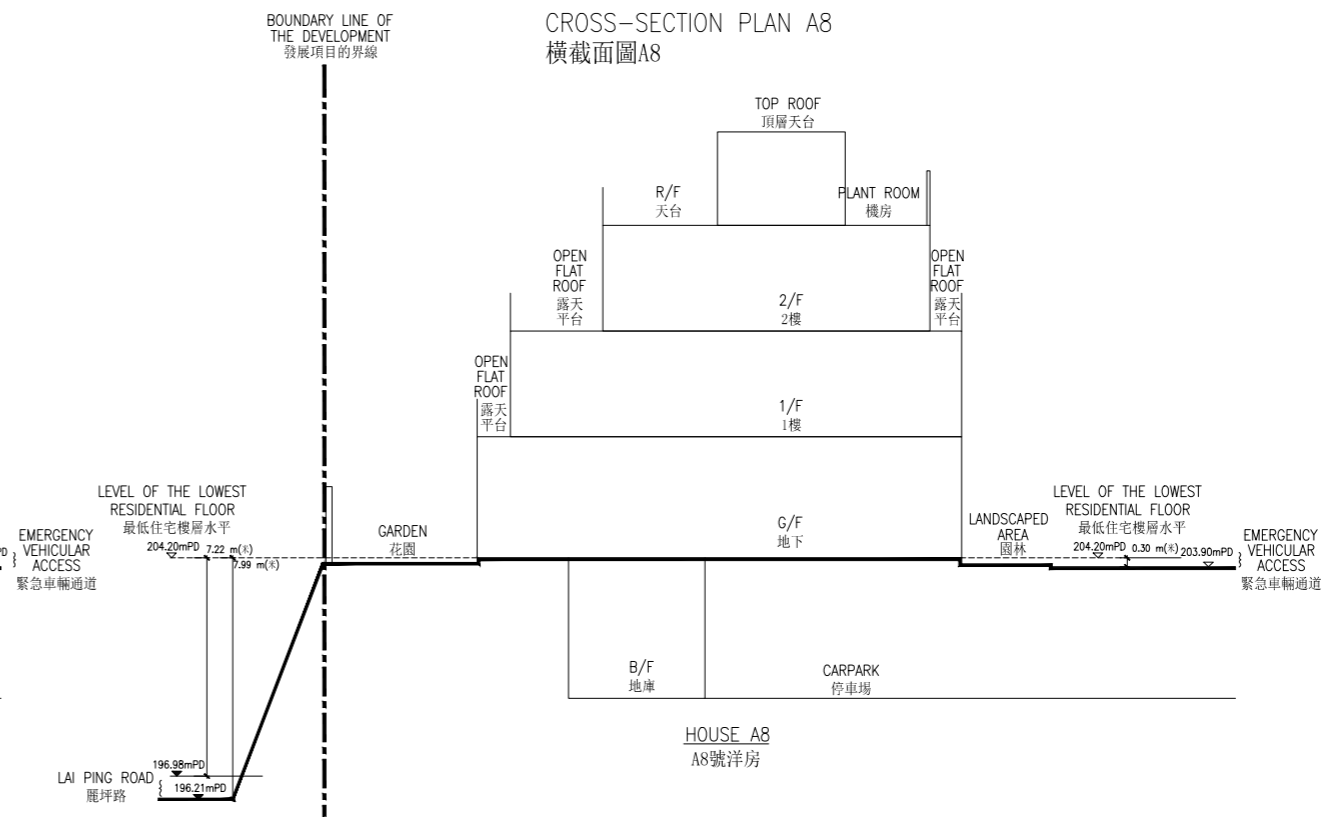 CROSS-SECTION PLAN A8
橫截面圖A8
BOUNDARY LINE OF
THE DEVELOPMENT
發展項目的界線
TOP ROOF
頂層天台
R/F
天台
PLANT ROOM
機房
OPEN
FLAT
ROOF
露天
平台
2/F
2樓
OPEN
FLAT
ROOF
露天
平台
OPEN
FLAT
ROOF
露天
平台
1/F
1樓
LEVEL OF THE LOWEST
RESIDENTIAL FLOOR
最低住宅樓層水平
204.20mPD 7.22 m(米)
7.99 m(米)
EMERGENCY
VEHICULAR
ACCESS
緊急車輛通道
GARDEN
花園
G/F
地下
LANDSCAPED
AREA
園林
LEVEL OF THE LOWEST
RESIDENTIAL FLOOR
最低住宅樓層水平
204.20mPD 0.30 m(米) 203.90mPD
EMERGENCY
VEHICULAR
ACCESS
緊急車輛通道
B/F
地庫
CARPARK
停車場
HOUSE A8
A8號洋房
LAI PING ROAD
麗坪路
196.98mPD
196.21mPD